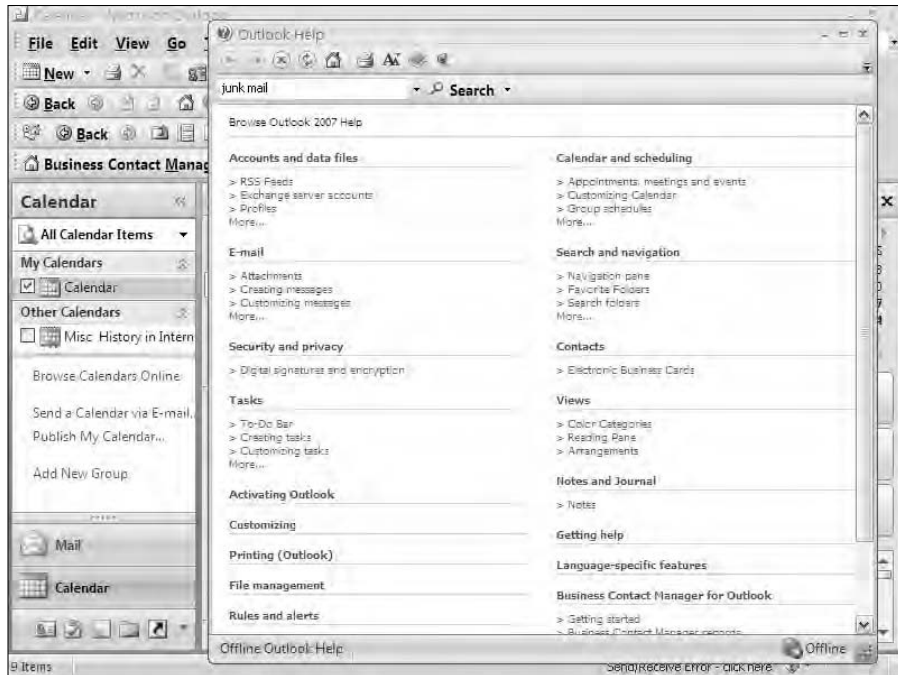 File Edit View Go
New
Back
Back
Business Contact Manag
Calendar
All Calendar Items
My Calendars
Calendar
Other Calendars
Misc History in Intern
Browse Calendars Online
Send a Calendar via E-mail...
Publish My Calendar...
Add New Group
Mail
Calendar
9 Items
Outlook Help
junk mail
Search
Browse Outlook 2007 Help
Accounts and data files
> RSS Feeds
> Exchange server accounts
> Profiles
More...
E-mail
> Attachments
> Creating messages
> Customizing messages
More...
Security and privacy
> Digital signatures and encryption
Tasks
> To-Do Bar
> Creating tasks
> Customizing tasks
More...
Activating Outlook
Customizing
Printing (Outlook)
File management
Rules and alerts
Calendar and scheduling
> Appointments, meetings and events
> Customizing Calendar
> Group schedules
More...
Search and navigation
> Navigation pane
> Favorite Folders
> Search folders
More...
Contacts
> Electronic Business Cards
Views
> Color Categories
> Reading Pane
> Arrangements
Notes and Journal
> Notes
Getting help
Language-specific features
Business Contact Manager for Outlook
> Getting started
> Business Contact Manager reports
Offline Outlook Help
Offline
Send/Receive Error - click here